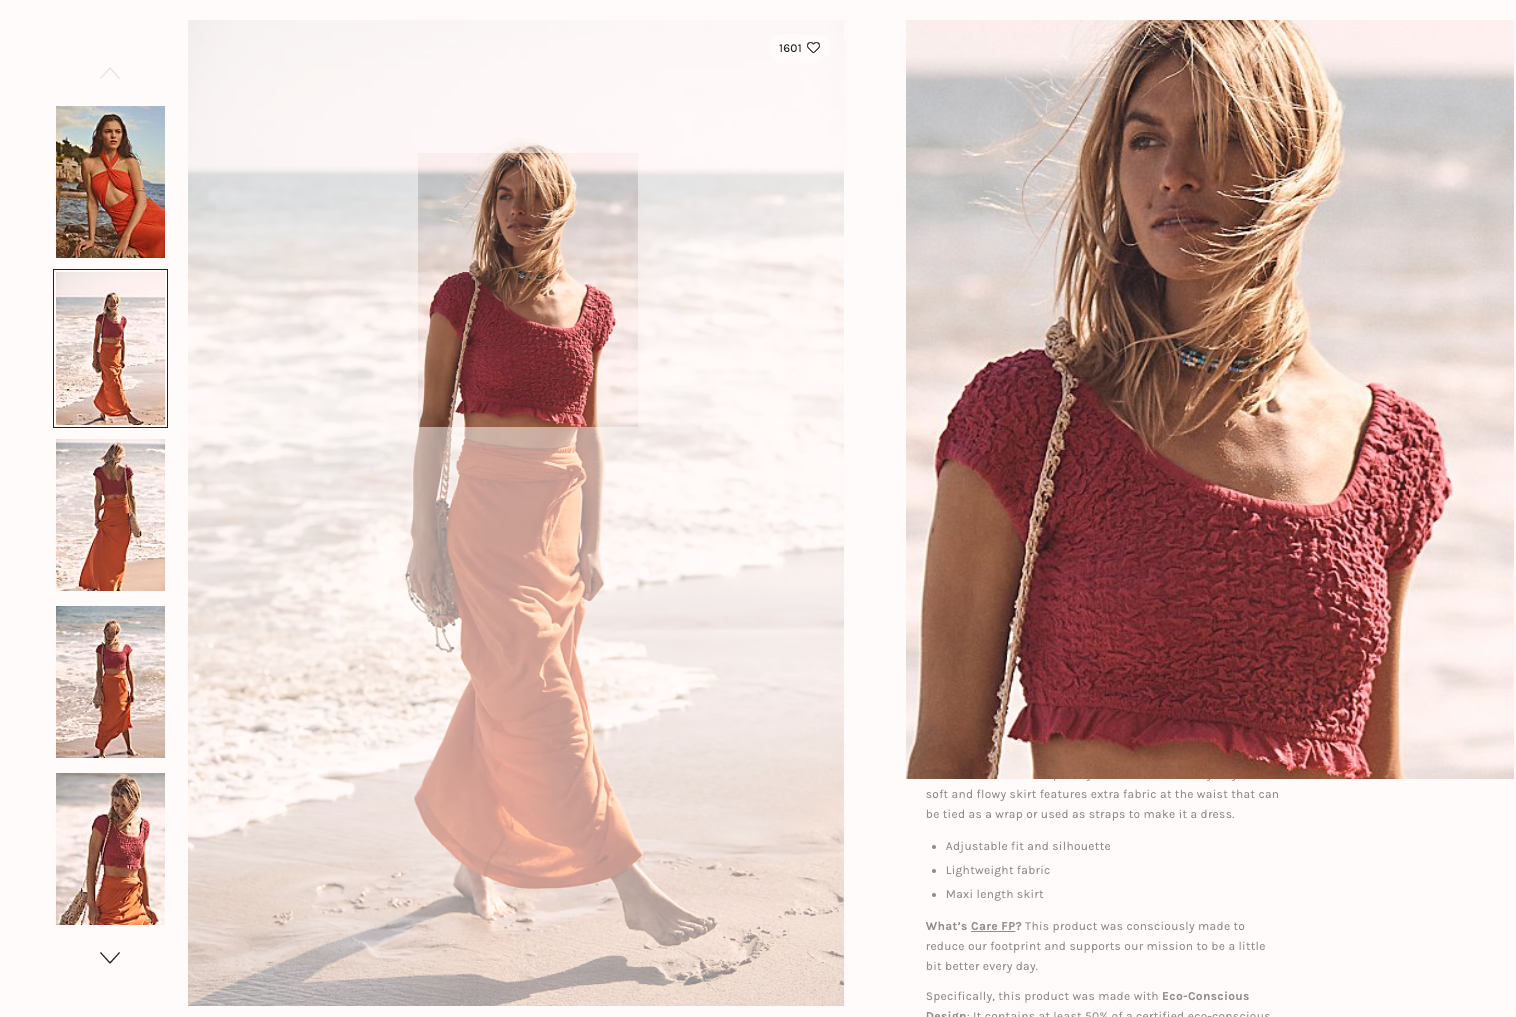 1601
soft and flowy skirt features extra fabric at the waist that can
be tied as a wrap or used as straps to make it a dress.
• Adjustable fit and silhouette
• Lightweight fabric
• Maxi length skirt
What's Care FP? This product was consciously made to
reduce our footprint and supports our mission to be a little
bit better every day.
Specifically, this product was made with Eco-Conscious
Design: It contains at least 50% of a certified eco-conscious